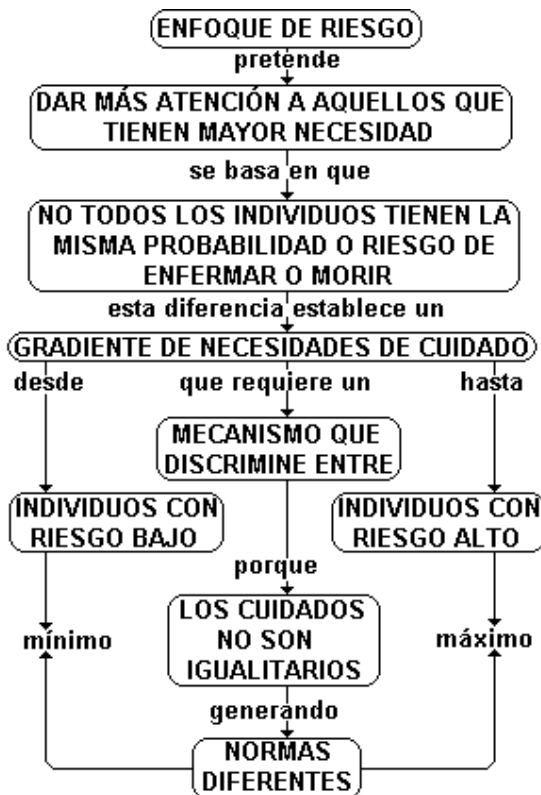 ENFOQUE DE RIESGO
pretende
DAR MÁS ATENCIÓN A AQUELLOS QUE
TIENEN MAYOR NECESIDAD
se basa en que
NO TODOS LOS INDIVIDUOS TIENEN LA
MISMA PROBABILIDAD O RIESGO DE
ENFERMAR O MORIR
esta diferencia establece un
GRADIENTE DE NECESIDADES DE CUIDADO
desde
que requiere un
hasta
MECANISMO QUE
DISCRIMINE ENTRE
INDIVIDUOS CON
RIESGO BAJO
INDIVIDUOS CON
RIESGO ALTO
porque
LOS CUIDADOS
NO SON
IGUALITARIOS
mínimo
máximo
generando
NORMAS
DIFERENTES